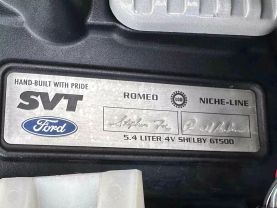 HAND-BUILT WITH PRIDE
SVT
Ford
ROMEO NICHE-LINE
5.4 LITER 4V SHELBY GT500